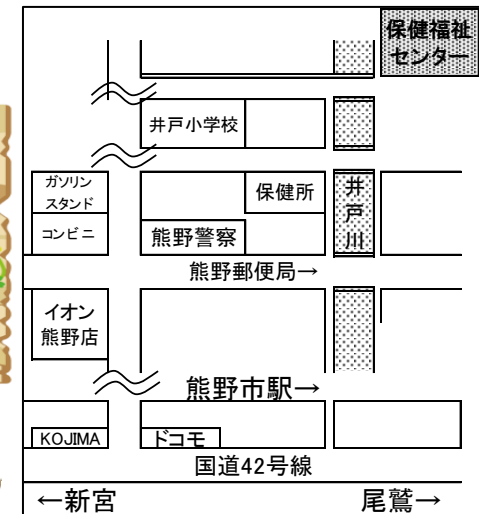 保健福祉
センター
井戸小学校
ガソリン
スタンド
保健所
井
戸
川
コンビニ
熊野警察
熊野郵便局→
イオン
熊野店
熊野市駅→
KOJIMA
ドコモ
国道42号線
←新宮
尾鷲→